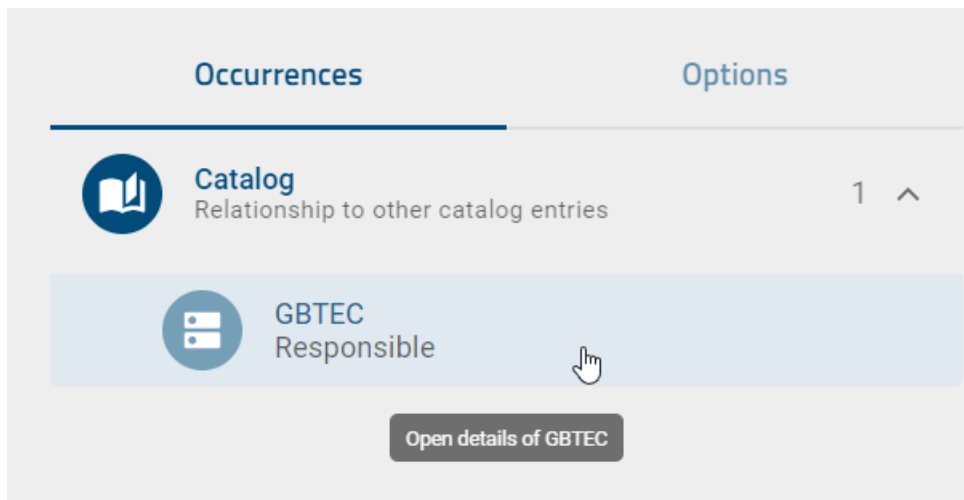 Occurrences Options
Catalog
Relationship to other catalog entries
1
GBTEC
Responsible
Open details of GBTEC